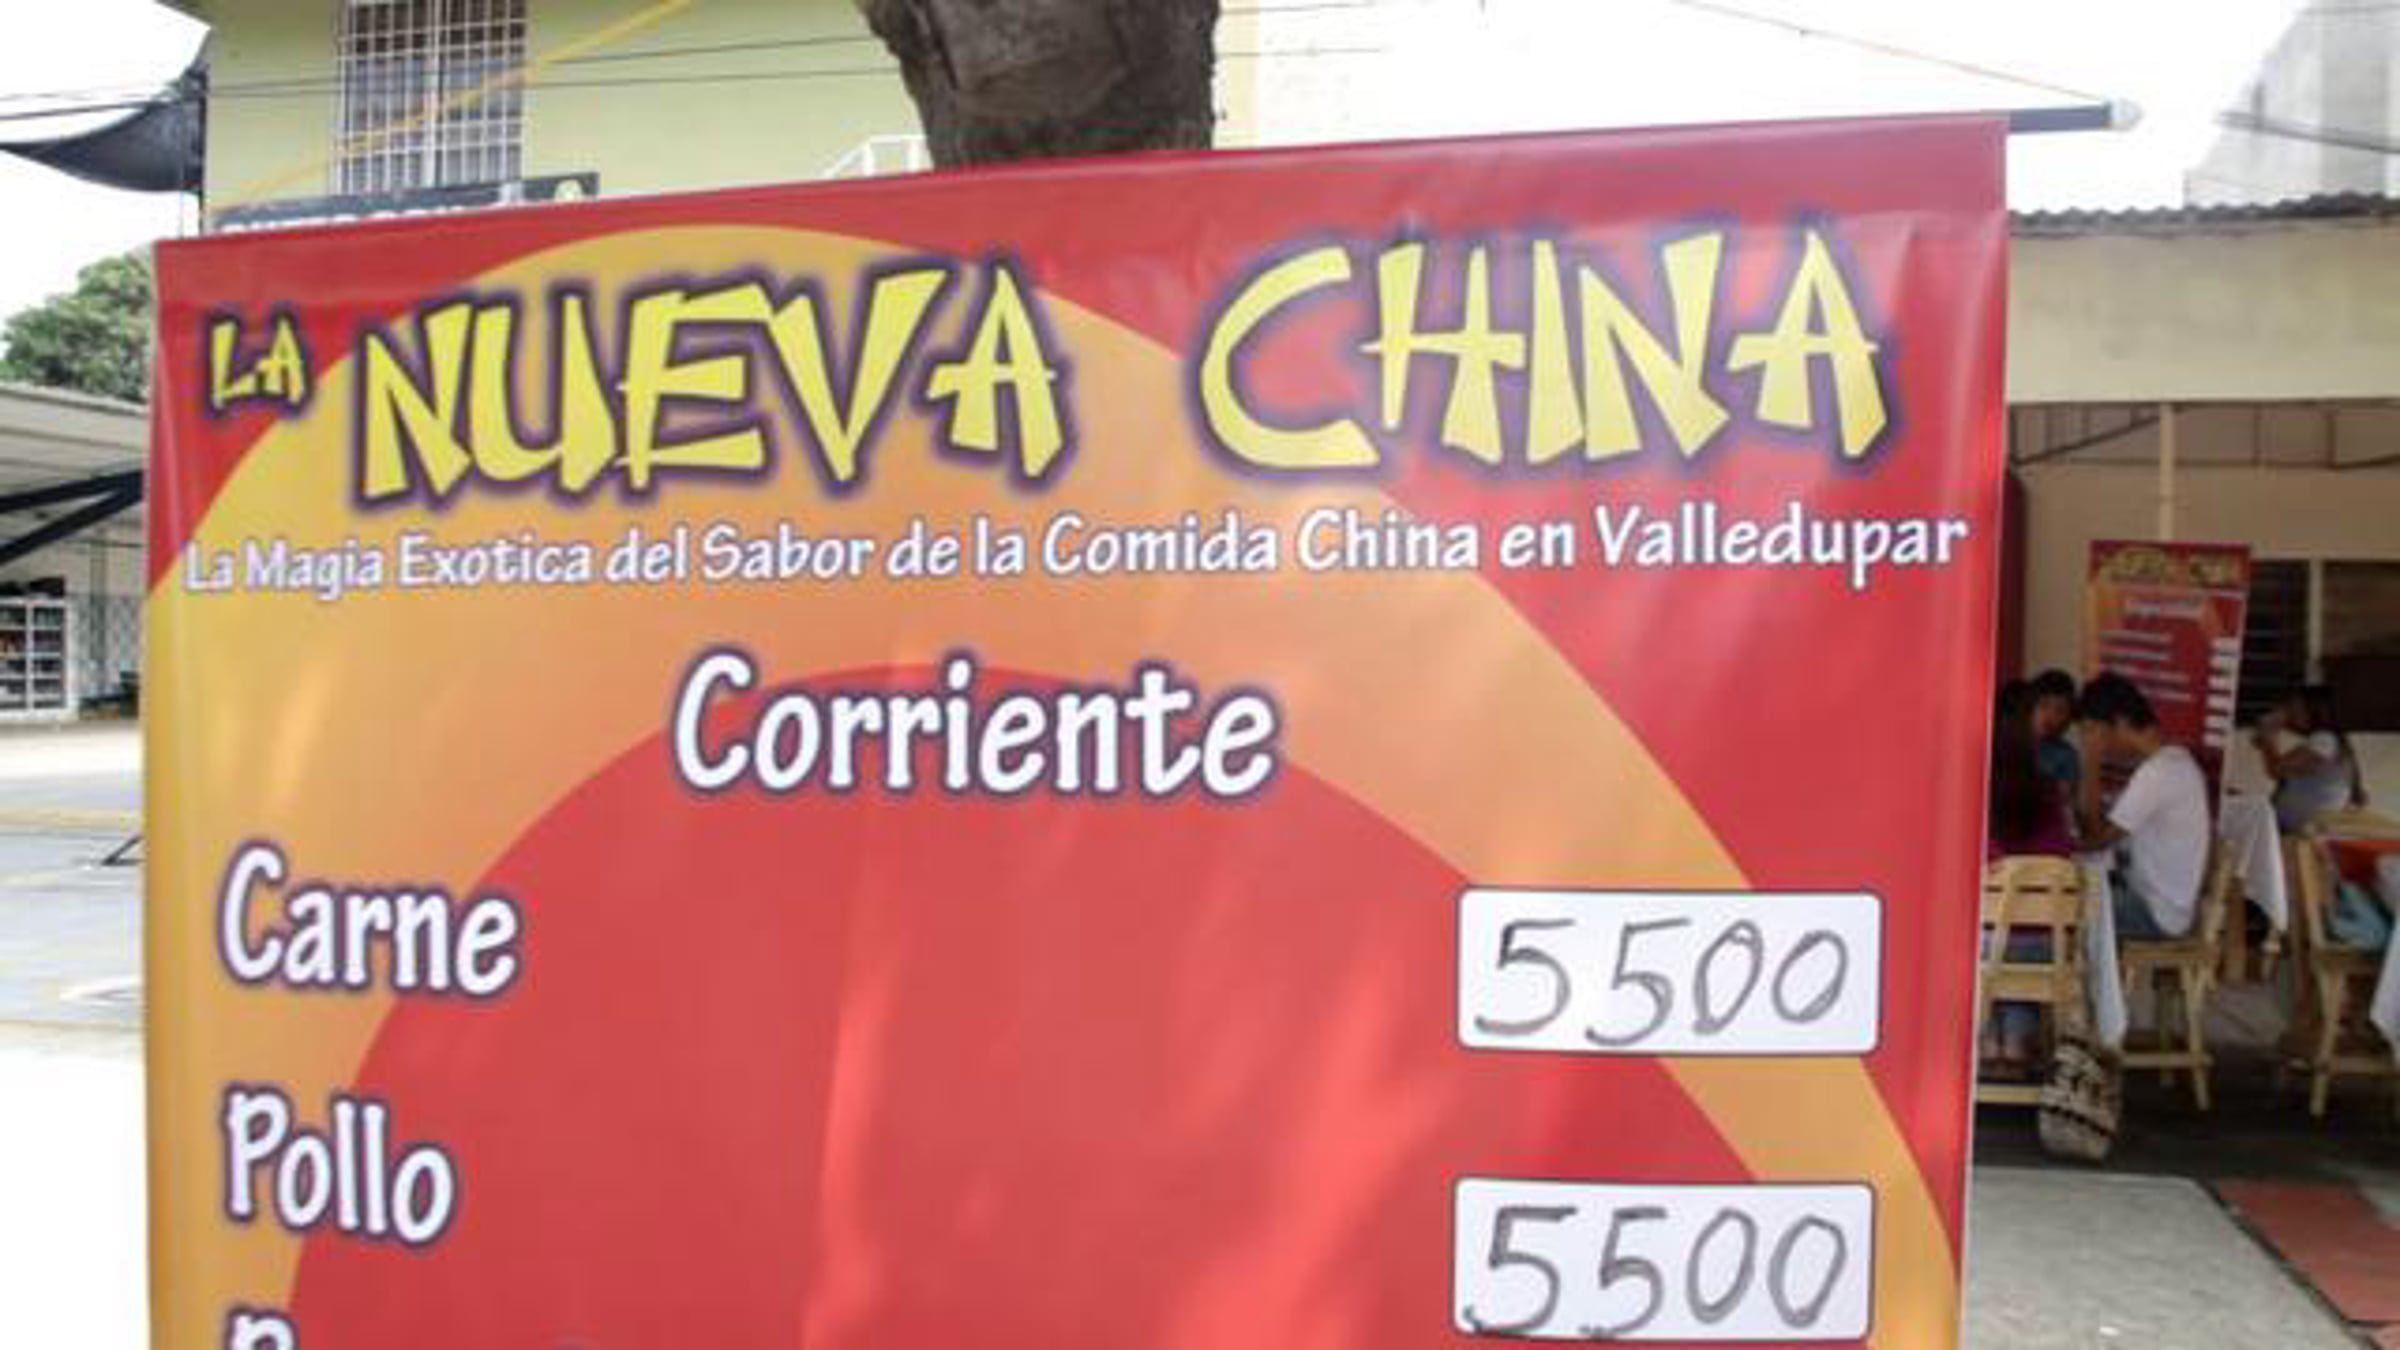 LA NUEVA CHINA
La Magia Exotica del Sabor de la Comida China en Valledupar
Corriente
Carne 5500
Pollo 5500